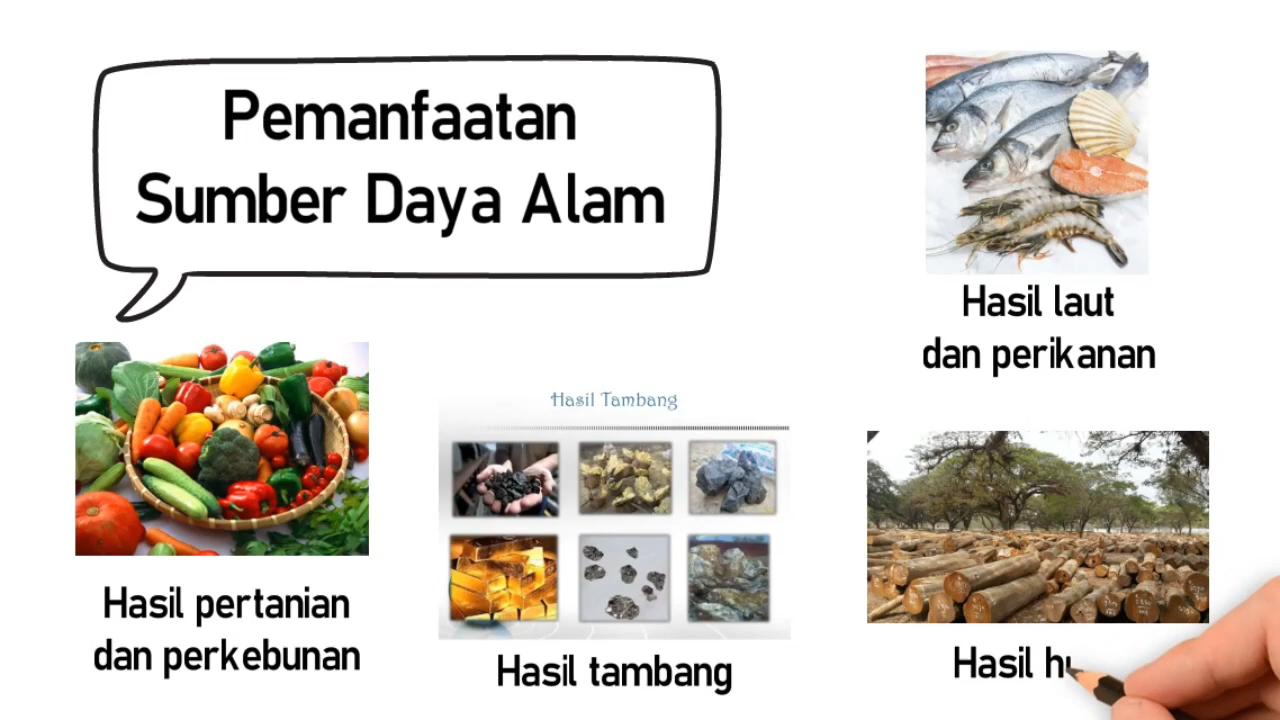 Pemanfaatan
Sumber Daya Alam
Hasil laut
dan perikanan
Hasil Tambang
Hasil pertanian
dan perkebunan
Hasil tambang
Hasil